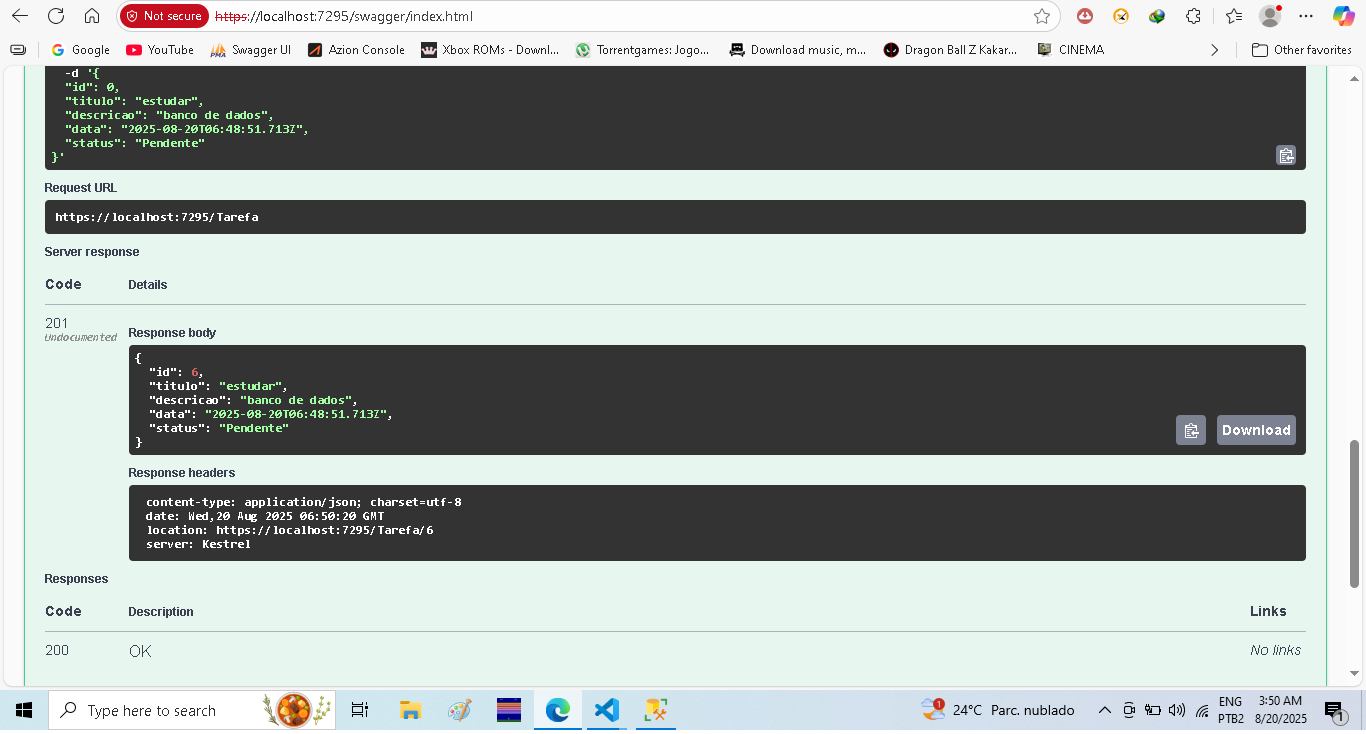 Not secure
https://localhost:7295/swagger/index.html
Google
YouTube
Swagger UI
Azion Console
Xbox ROMs - Downl...
Torrentgames: Jogo...
Download music, m...
Dragon Ball Z Kakar...
CINEMA
Other favorites
-d '{
"id": 0,
"titulo": "estudar",
"descricao": "banco de dados",
"data": "2025-08-20T06:48:51.713Z",
"status": "Pendente"
}'
Request URL
https://localhost:7295/Tarefa
Server response
Code Details
201
Undocumented
Response body
{
"id": 6,
"titulo": "estudar",
"descricao": "banco de dados",
"data": "2025-08-20T06:48:51.713Z",
"status": "Pendente"
}
Download
Response headers
content-type: application/json; charset=utf-8
date: Wed,20 Aug 2025 06:50:20 GMT
location: https://localhost:7295/Tarefa/6
server: Kestrel
Responses
Code Description Links
200 OK No links
Type here to search
1
24°C Parc. nublado
ENG
PTB2
3:50 AM
8/20/2025
1